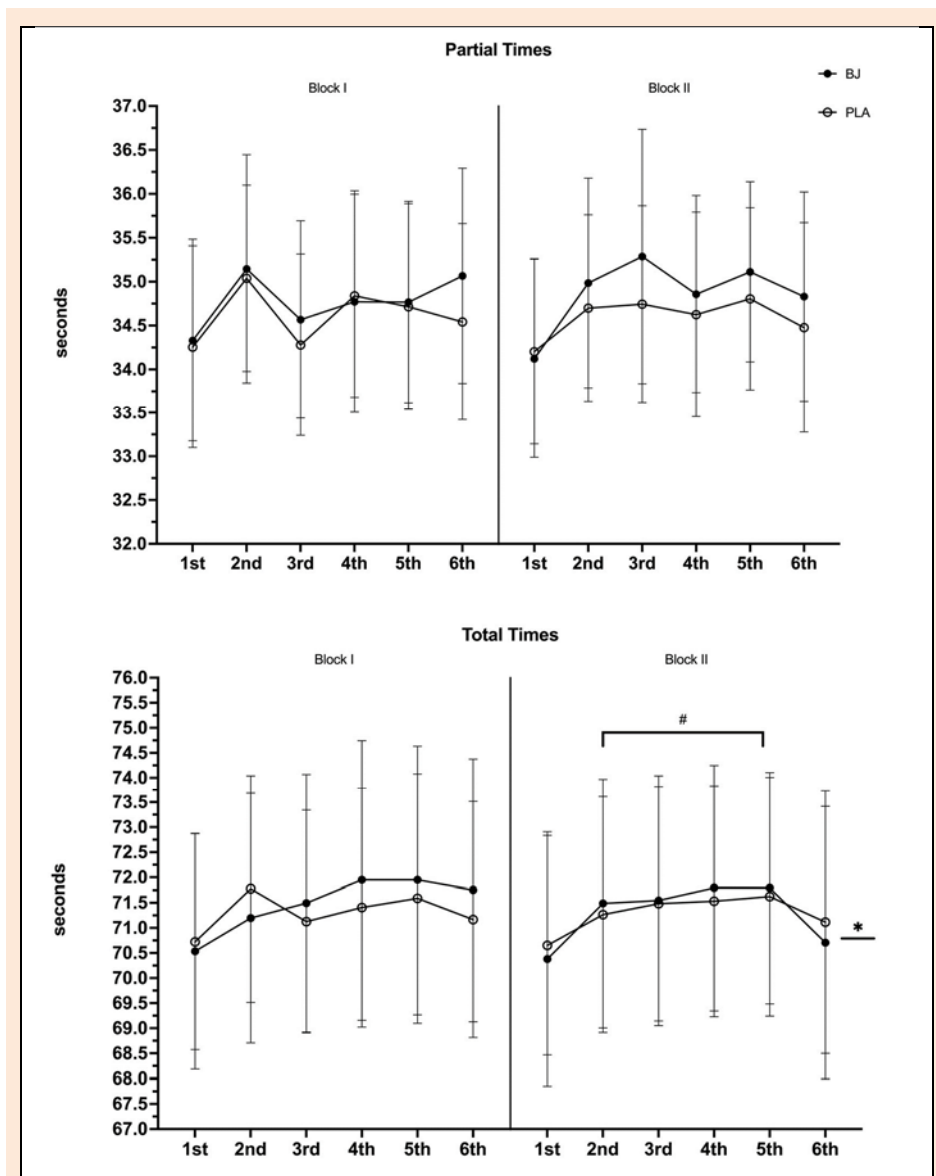 Partial Times
Block I
Block II
BJ
PLA
37.0
36.5
36.0
35.5
35.0
34.5
34.0
33.5
33.0
32.5
32.0
seconds
1st 2nd 3rd 4th 5th 6th 1st 2nd 3rd 4th 5th 6th
Total Times
Block I
Block II
76.0
75.5
75.0
74.5
74.0
73.5
73.0
72.5
72.0
71.5
71.0
70.5
70.0
69.5
69.0
68.5
68.0
67.5
67.0
seconds
#
*
1st 2nd 3rd 4th 5th 6th 1st 2nd 3rd 4th 5th 6th